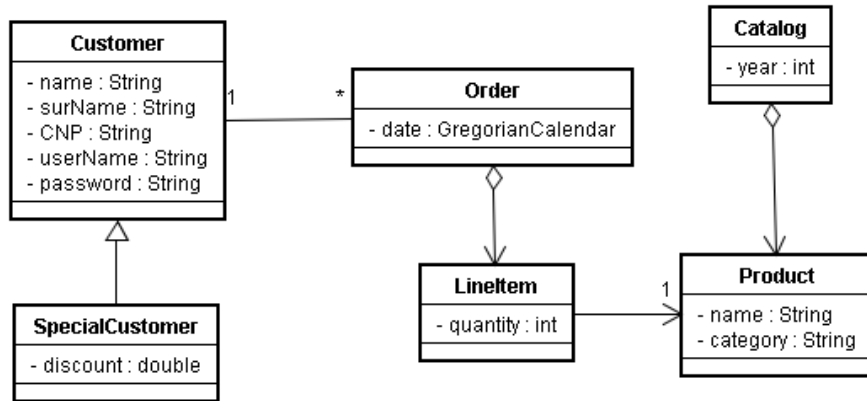 Customer
- name : String
- surName : String
- CNP : String
- userName : String
- password : String
1
*
Order
- date : GregorianCalendar
Catalog
- year : int
SpecialCustomer
- discount : double
LineItem
- quantity : int
1
Product
- name : String
- category : String